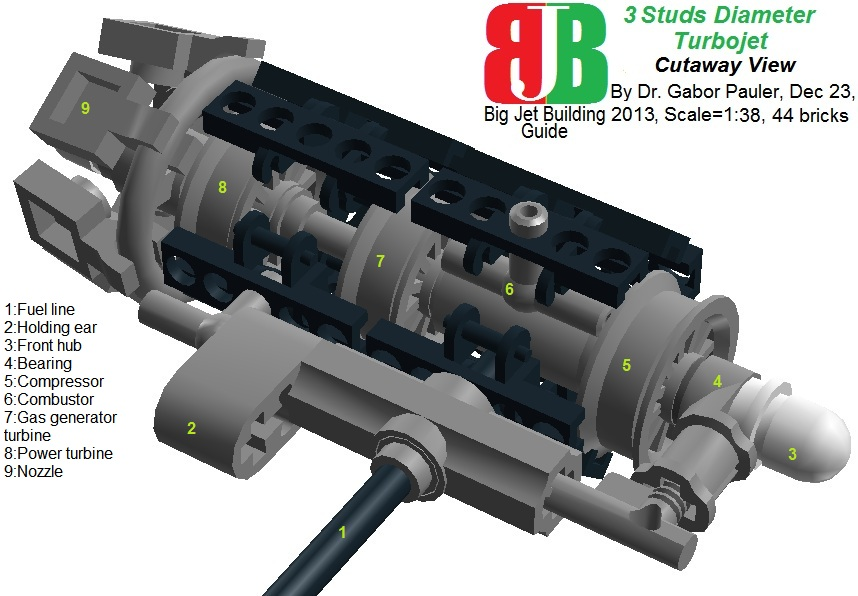 3 Studs Diameter
Turbojet
Cutaway View
BJB
Big Jet Building
Guide
By Dr. Gabor Pauler, Dec 23,
2013, Scale=1:38, 44 bricks
9
8
7
6
5
4
3
2
1
1:Fuel line
2:Holding ear
3:Front hub
4:Bearing
5:Compressor
6:Combustor
7:Gas generator
turbine
8:Power turbine
9:Nozzle